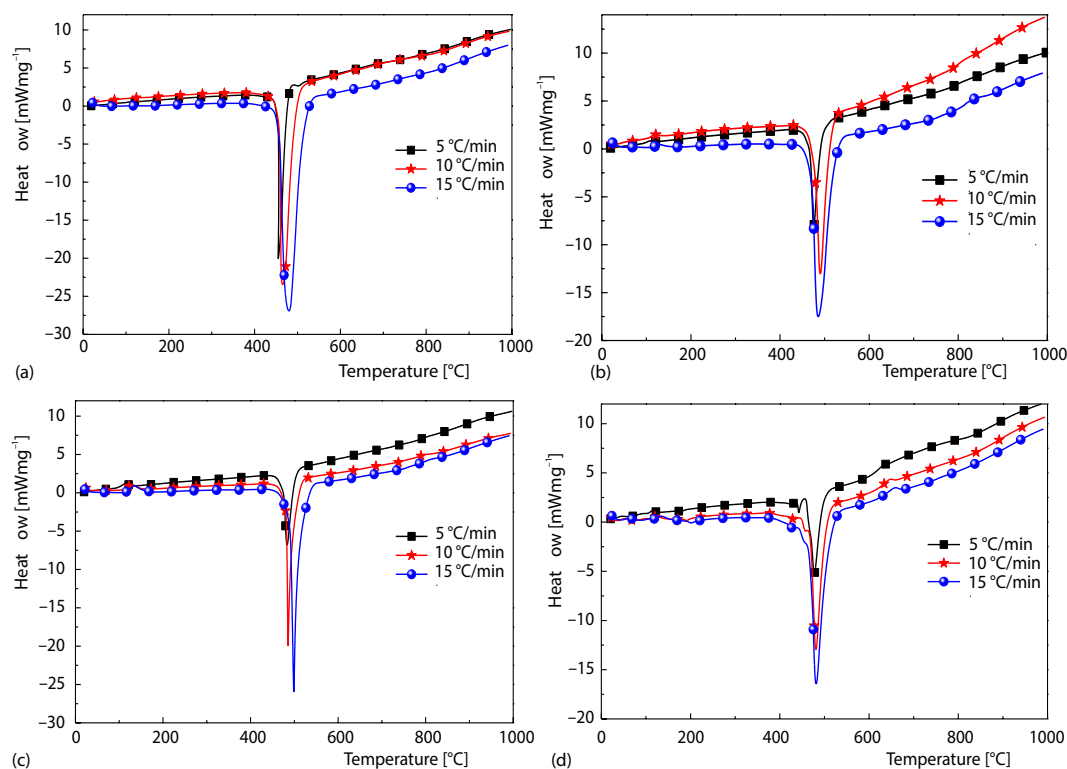 10
5
0
−5
−10
−15
−20
−25
−30
Heat ow [mWmg⁻¹]
5 °C/min
10 °C/min
15 °C/min
0 200 400 600 800 1000
(a) Temperature [°C]
10
5
0
−5
−10
−15
−20
Heat ow [mWmg⁻¹]
5 °C/min
10 °C/min
15 °C/min
0 200 400 600 800 1000
(b) Temperature [°C]
10
5
0
−5
−10
−15
−20
−25
−30
Heat ow [mWmg⁻¹]
5 °C/min
10 °C/min
15 °C/min
0 200 400 600 800 1000
(c) Temperature [°C]
10
5
0
−5
−10
−15
−20
Heat ow [mWmg⁻¹]
5 °C/min
10 °C/min
15 °C/min
0 200 400 600 800 1000
(d) Temperature [°C]